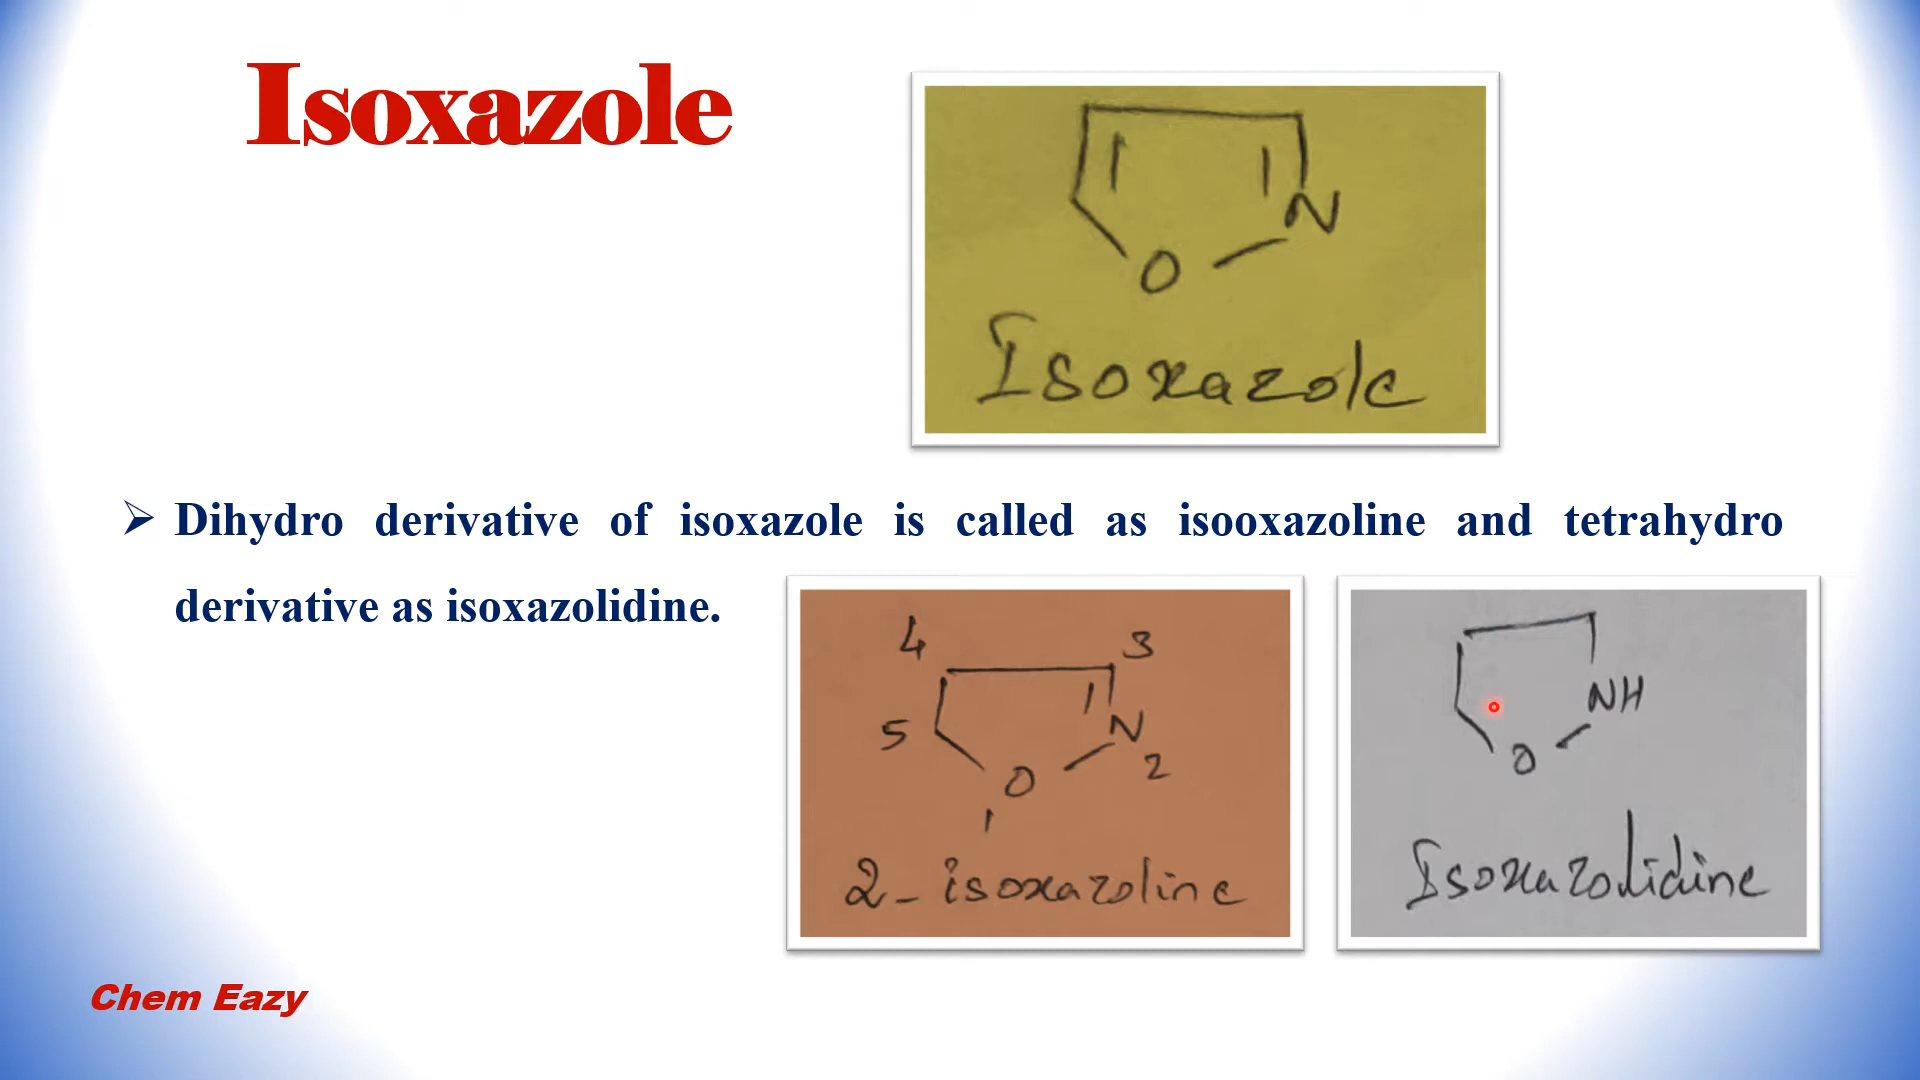 Isoxazole
N
O
Isoxazole
➢ Dihydro derivative of isoxazole is called as isooxazoline and tetrahydro
derivative as isoxazolidine.
4 3
5 N
2
O
1
2-isoxazoline
NH
O
Isoxazolidine
Chem Eazy